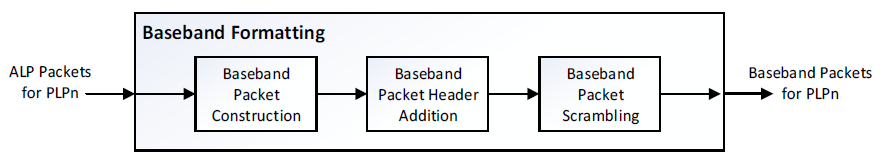 Baseband Formatting
ALP Packets
for PLPn
Baseband
Packet
Construction
Baseband
Packet Header
Addition
Baseband
Packet
Scrambling
Baseband Packets
for PLPn